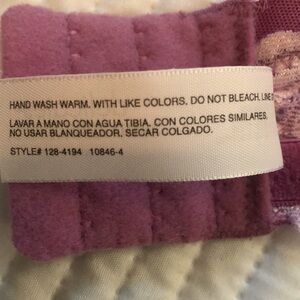 HAND WASH WARM. WITH LIKE COLORS. DO NOT BLEACH. LINE
LAVAR A MANO CON AGUA TIBIA. CON COLORES SIMILARES.
NO USAR BLANQUEADOR, SECAR COLGADO.
STYLE# 128-4194 10846-4